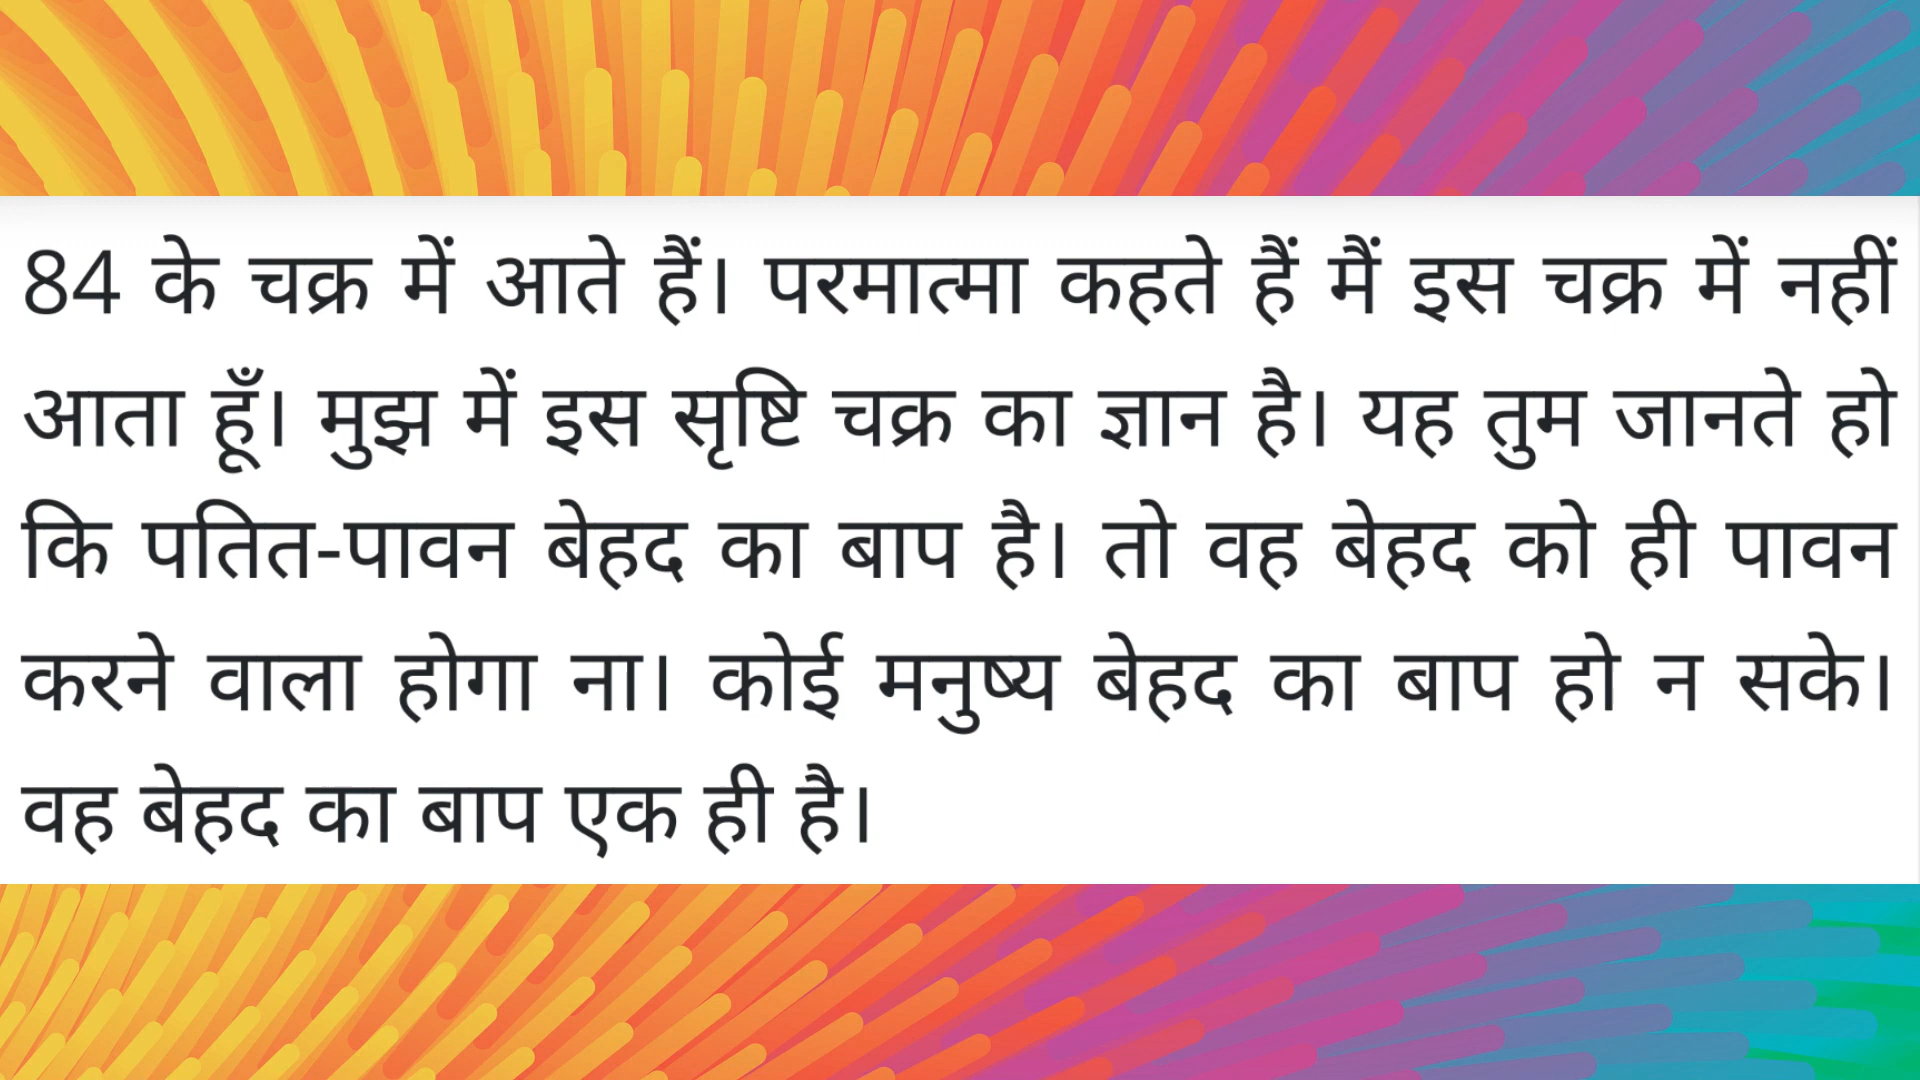 84 के चक्र में आते हैं। परमात्मा कहते हैं मैं इस चक्र में नहीं
आता हूँ। मुझ में इस सृष्टि चक्र का ज्ञान है। यह तुम जानते हो
कि पतित-पावन बेहद का बाप है। तो वह बेहद को ही पावन
करने वाला होगा ना। कोई मनुष्य बेहद का बाप हो न सके।
वह बेहद का बाप एक ही है।